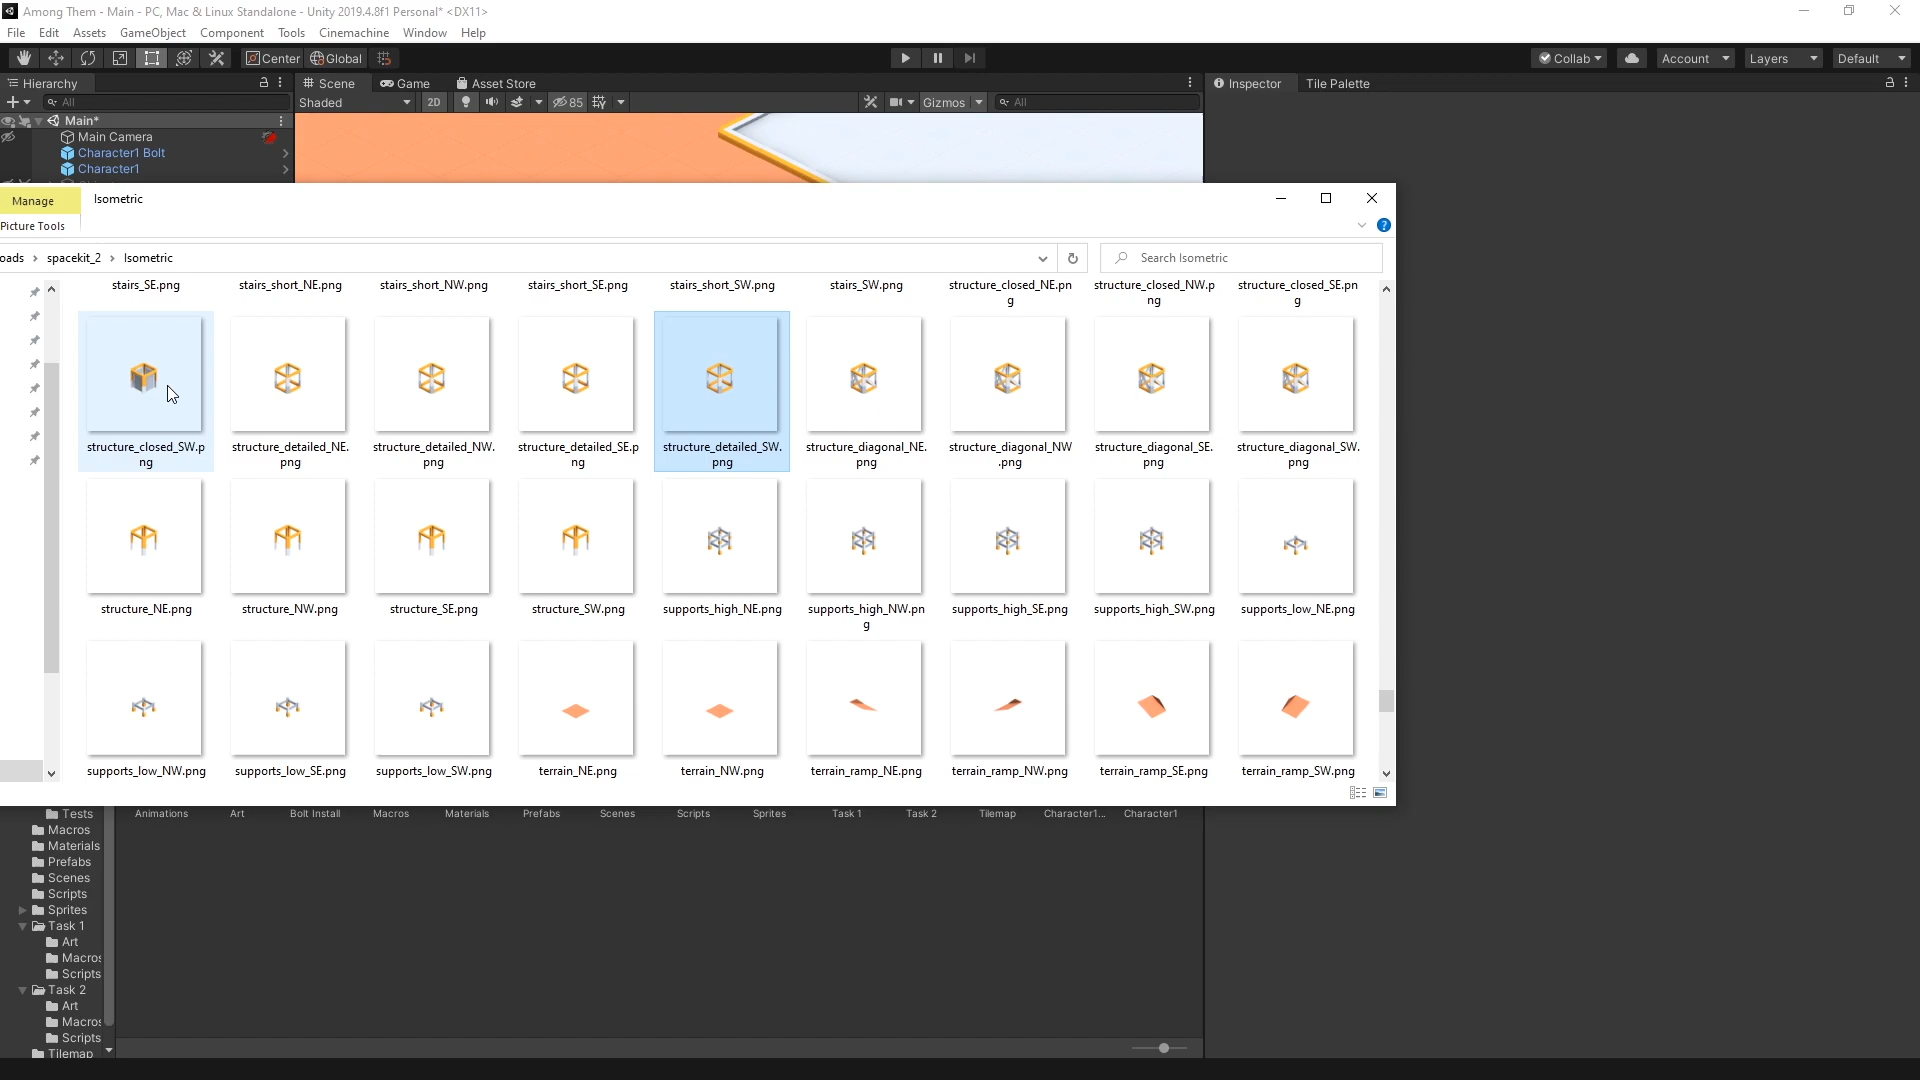 Among Them - Main - PC, Mac & Linux Standalone - Unity 2019.4.8f1 Personal* <DX11>
File Edit Assets GameObject Component Tools Cinemachine Window Help
Center Global Collab Account Layers Default
Hierarchy Scene Game Asset Store Inspector Tile Palette
All Shaded 2D 85 Gizmos All
Main*
Main Camera
Character1 Bolt
Character1
Manage Isometric
Picture Tools
oads > spacekit_2 > Isometric Search Isometric
stairs_SE.png stairs_short_NE.png stairs_short_NW.png stairs_short_SE.png stairs_short_SW.png stairs_SW.png structure_closed_NE.pn structure_closed_NW.p structure_closed_SE.pn
g ng g
structure_closed_SW.p structure_detailed_NE. structure_detailed_NW. structure_detailed_SE.p structure_detailed_SW. structure_diagonal_NE. structure_diagonal_NW structure_diagonal_SE. structure_diagonal_SW.
ng png png ng png png .png png png
structure_NE.png structure_NW.png structure_SE.png structure_SW.png supports_high_NE.png supports_high_NW.pn supports_high_SE.png supports_high_SW.png supports_low_NE.png
g
supports_low_NW.png supports_low_SE.png supports_low_SW.png terrain_NE.png terrain_NW.png terrain_ramp_NE.png terrain_ramp_NW.png terrain_ramp_SE.png terrain_ramp_SW.png
Tests Animations Art Bolt Install Macros Materials Prefabs Scenes Scripts Sprites Task 1 Task 2 Tilemap Character1... Character1
Macros
Materials
Prefabs
Scenes
Scripts
Sprites
Task 1
Art
Macros
Scripts
Task 2
Art
Macros
Scripts
Tilemap